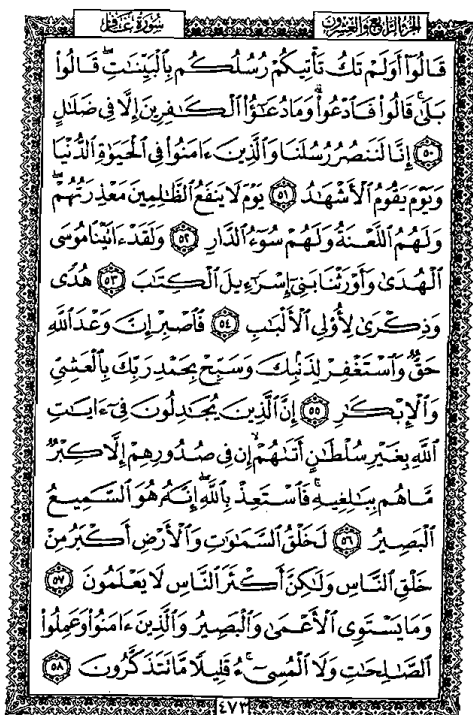 سُورَةُ غَافِرٍ الجزء الرابع والعشرون
قَالُوٓا۟ أَوَلَمْ تَكُ تَأْتِيكُمْ رُسُلُكُم بِٱلْبَيِّنَـٰتِ ۖ قَالُوا۟
بَلَىٰ ۚ قَالُوا۟ فَٱدْعُوا۟ ۗ وَمَا دُعَـٰٓؤُا۟ ٱلْكَـٰفِرِينَ إِلَّا فِى ضَلَـٰلٍ
﴿٥٠﴾ إِنَّا لَنَنصُرُ رُسُلَنَا وَٱلَّذِينَ ءَامَنُوا۟ فِى ٱلْحَيَوٰةِ ٱلدُّنْيَا
وَيَوْمَ يَقُومُ ٱلْأَشْهَـٰدُ ﴿٥١﴾ يَوْمَ لَا يَنفَعُ ٱلظَّـٰلِمِينَ مَعْذِرَتُهُمْ ۖ
وَلَهُمُ ٱللَّعْنَةُ وَلَهُمْ سُوٓءُ ٱلدَّارِ ﴿٥٢﴾ وَلَقَدْ ءَاتَيْنَا مُوسَى
ٱلْهُدَىٰ وَأَوْرَثْنَا بَنِىٓ إِسْرَٰٓءِيلَ ٱلْكِتَـٰبَ ﴿٥٣﴾ هُدًى
وَذِكْرَىٰ لِأُو۟لِى ٱلْأَلْبَـٰبِ ﴿٥٤﴾ فَٱصْبِرْ إِنَّ وَعْدَ ٱللَّهِ
حَقٌّ وَٱسْتَغْفِرْ لِذَنۢبِكَ وَسَبِّحْ بِحَمْدِ رَبِّكَ بِٱلْعَشِىِّ
وَٱلْإِبْكَـٰرِ ﴿٥٥﴾ إِنَّ ٱلَّذِينَ يُجَـٰدِلُونَ فِىٓ ءَايَـٰتِ
ٱللَّهِ بِغَيْرِ سُلْطَـٰنٍ أَتَىٰهُمْ ۙ إِن فِى صُدُورِهِمْ إِلَّا كِبْرٌ
مَّا هُم بِبَـٰلِغِيهِ ۚ فَٱسْتَعِذْ بِٱللَّهِ ۖ إِنَّهُۥ هُوَ ٱلسَّمِيعُ
ٱلْبَصِيرُ ﴿٥٦﴾ لَخَلْقُ ٱلسَّمَـٰوَٰتِ وَٱلْأَرْضِ أَكْبَرُ مِنْ
خَلْقِ ٱلنَّاسِ وَلَـٰكِنَّ أَكْثَرَ ٱلنَّاسِ لَا يَعْلَمُونَ ﴿٥٧﴾
وَمَا يَسْتَوِى ٱلْأَعْمَىٰ وَٱلْبَصِيرُ وَٱلَّذِينَ ءَامَنُوا۟ وَعَمِلُوا۟
ٱلصَّـٰلِحَـٰتِ وَلَا ٱلْمُسِىٓءُ ۚ قَلِيلًا مَّا تَتَذَكَّرُونَ ﴿٥٨﴾
٤٧٣